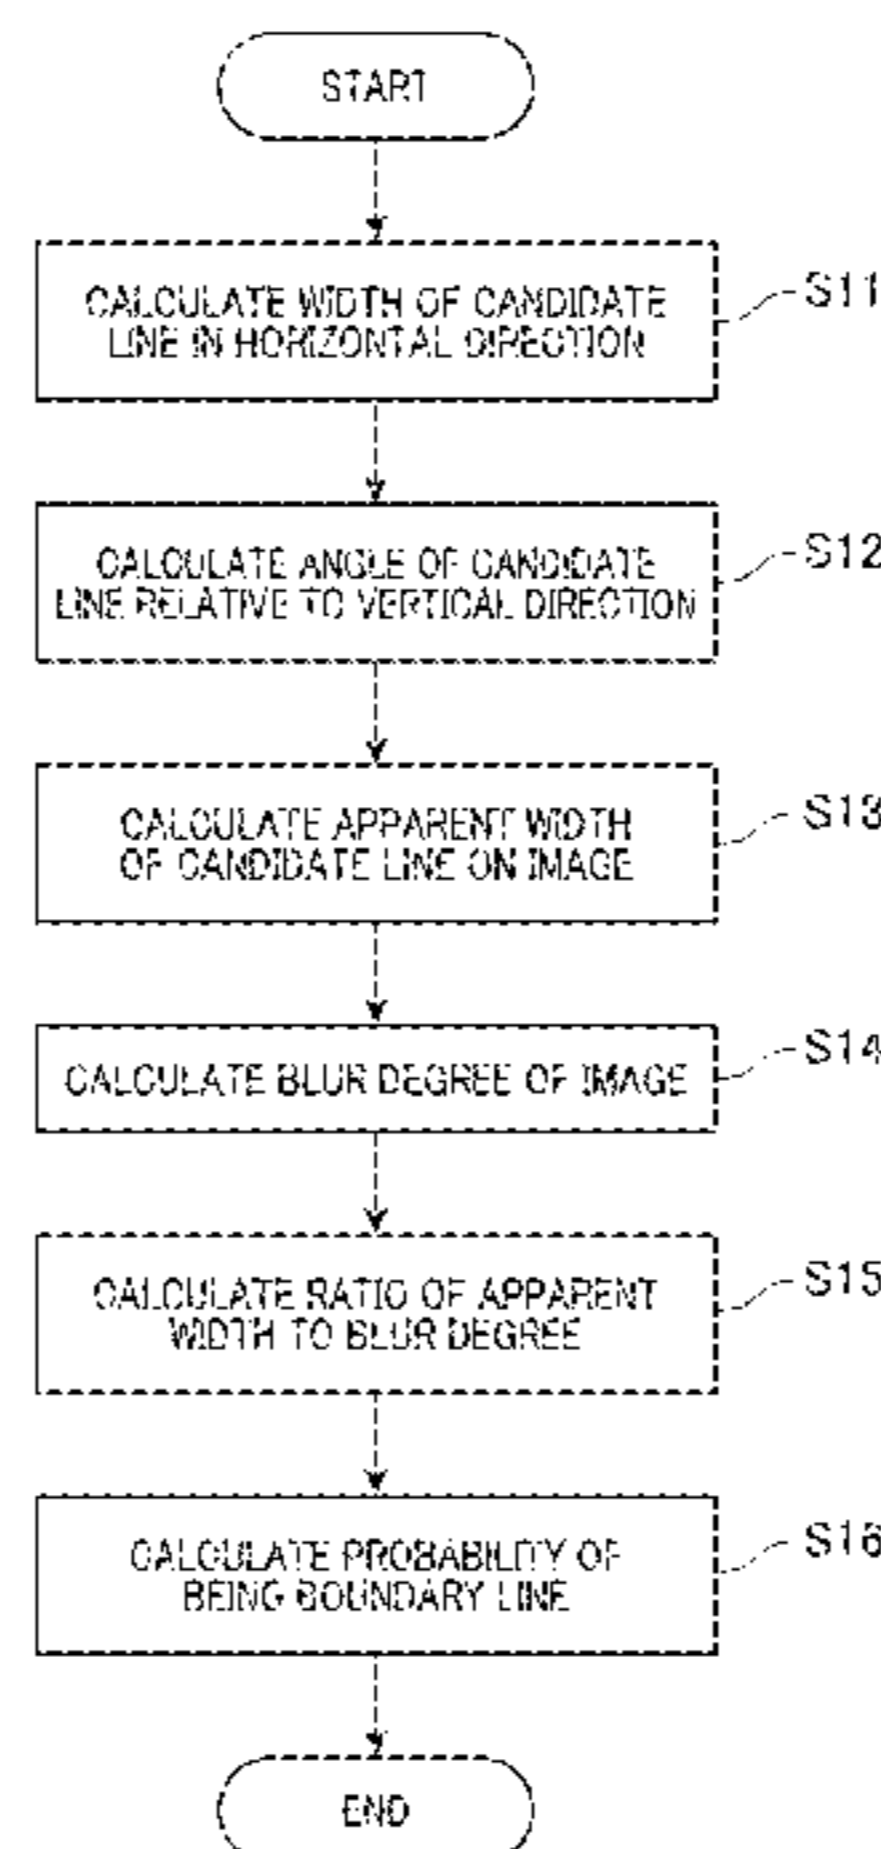 START
CALCULATE WIDTH OF CANDIDATE
LINE IN HORIZONTAL DIRECTION
S11
CALCULATE ANGLE OF CANDIDATE
LINE RELATIVE TO VERTICAL DIRECTION
S12
CALCULATE APPARENT WIDTH
OF CANDIDATE LINE ON IMAGE
S13
CALCULATE BLUR DEGREE OF IMAGE
S14
CALCULATE RATIO OF APPARENT
WIDTH TO BLUR DEGREE
S15
CALCULATE PROBABILITY OF
BEING BOUNDARY LINE
S16
END